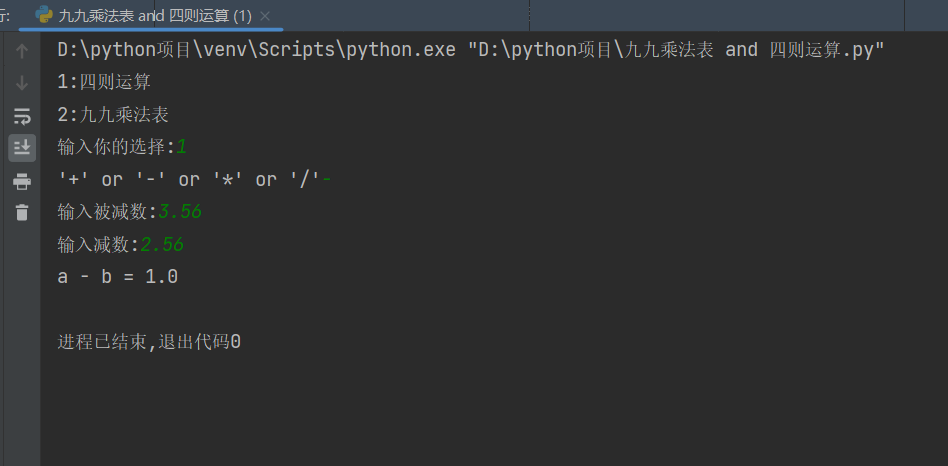 行: 九九乘法表 and 四则运算 (1) ×
D:\python项目\venv\Scripts\python.exe "D:\python项目\九九乘法表 and 四则运算.py"
1:四则运算
2:九九乘法表
输入你的选择:1
'+' or '-' or '*' or '/'-
输入被减数:3.56
输入减数:2.56
a - b = 1.0
进程已结束,退出代码0